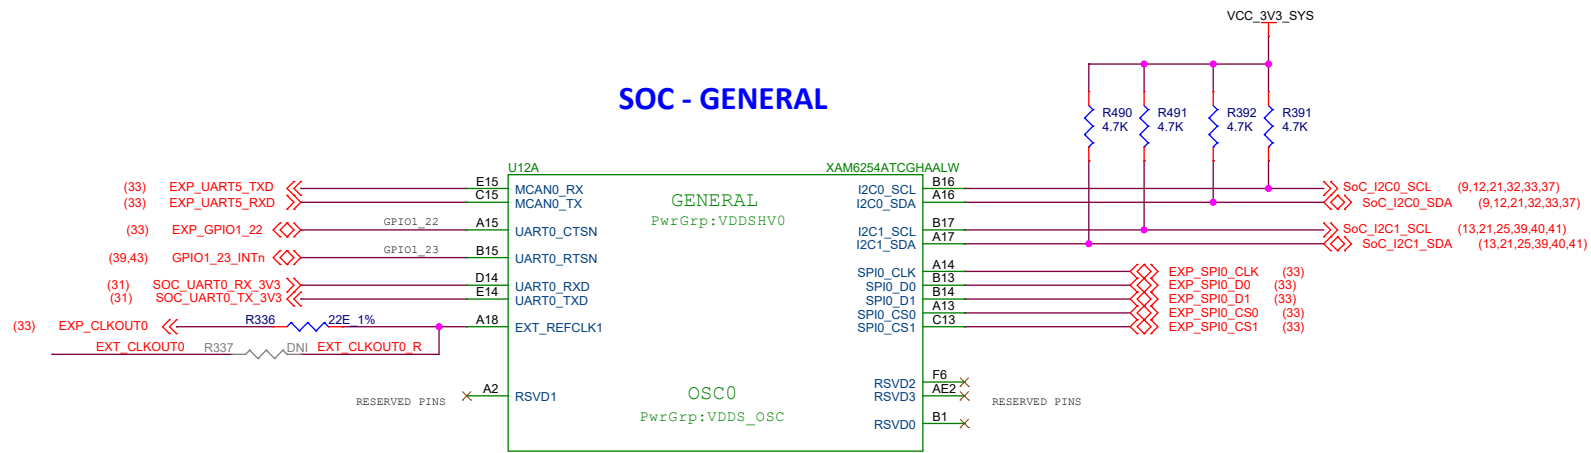 VCC_3V3_SYS
SOC - GENERAL
R490 R491 R392 R391
4.7K 4.7K 4.7K 4.7K
U12A XAM6254ATCGHAALW
(33) EXP_UART5_TXD E15 MCAN0_RX GENERAL I2C0_SCL B16 SoC_I2C0_SCL (9,12,21,32,33,37)
(33) EXP_UART5_RXD C15 MCAN0_TX I2C0_SDA A16 SoC_I2C0_SDA (9,12,21,32,33,37)
PwrGrp:VDDSHV0
(33) EXP_GPIO1_22 GPIO1_22 A15 UART0_CTSN I2C1_SCL B17 SoC_I2C1_SCL (13,21,25,39,40,41)
I2C1_SDA A17 SoC_I2C1_SDA (13,21,25,39,40,41)
(39,43) GPIO1_23_INTn GPIO1_23 B15 UART0_RTSN
SPI0_CLK A14 EXP_SPI0_CLK (33)
(31) SOC_UART0_RX_3V3 D14 UART0_RXD SPI0_D0 B13 EXP_SPI0_D0 (33)
(31) SOC_UART0_TX_3V3 E14 UART0_TXD SPI0_D1 B14 EXP_SPI0_D1 (33)
SPI0_CS0 A13 EXP_SPI0_CS0 (33)
(33) EXP_CLKOUT0 R336 22E_1% A18 EXT_REFCLK1 SPI0_CS1 C13 EXP_SPI0_CS1 (33)
EXT_CLKOUT0 R337 DNI EXT_CLKOUT0_R
RSVD2 F6
RESERVED PINS A2 RSVD1 OSC0 RSVD3 AE2 RESERVED PINS
PwrGrp:VDDS_OSC
RSVD0 B1